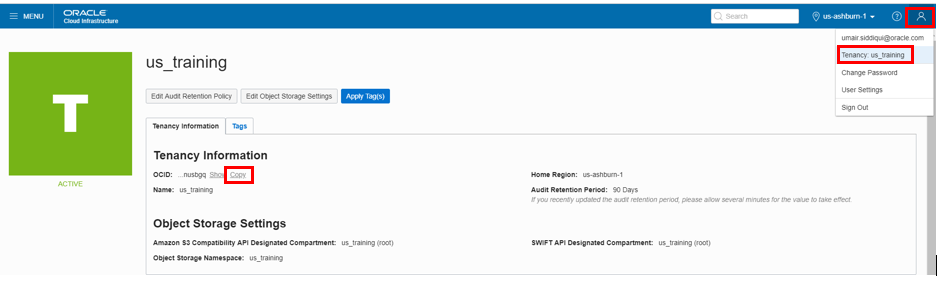 MENU
ORACLE
Cloud Infrastructure
Search
us-ashburn-1
umair.siddiqui@oracle.com
Tenancy: us_training
Change Password
User Settings
Sign Out
T
ACTIVE
us_training
Edit Audit Retention Policy
Edit Object Storage Settings
Apply Tag(s)
Tenancy Information
Tags
Tenancy Information
OCID: ...nusbgq Show Copy
Name: us_training
Home Region: us-ashburn-1
Audit Retention Period: 90 Days
If you recently updated the audit retention period, please allow several minutes for the value to take effect.
Object Storage Settings
Amazon S3 Compatibility API Designated Compartment: us_training (root)
SWIFT API Designated Compartment: us_training (root)
Object Storage Namespace: us_training